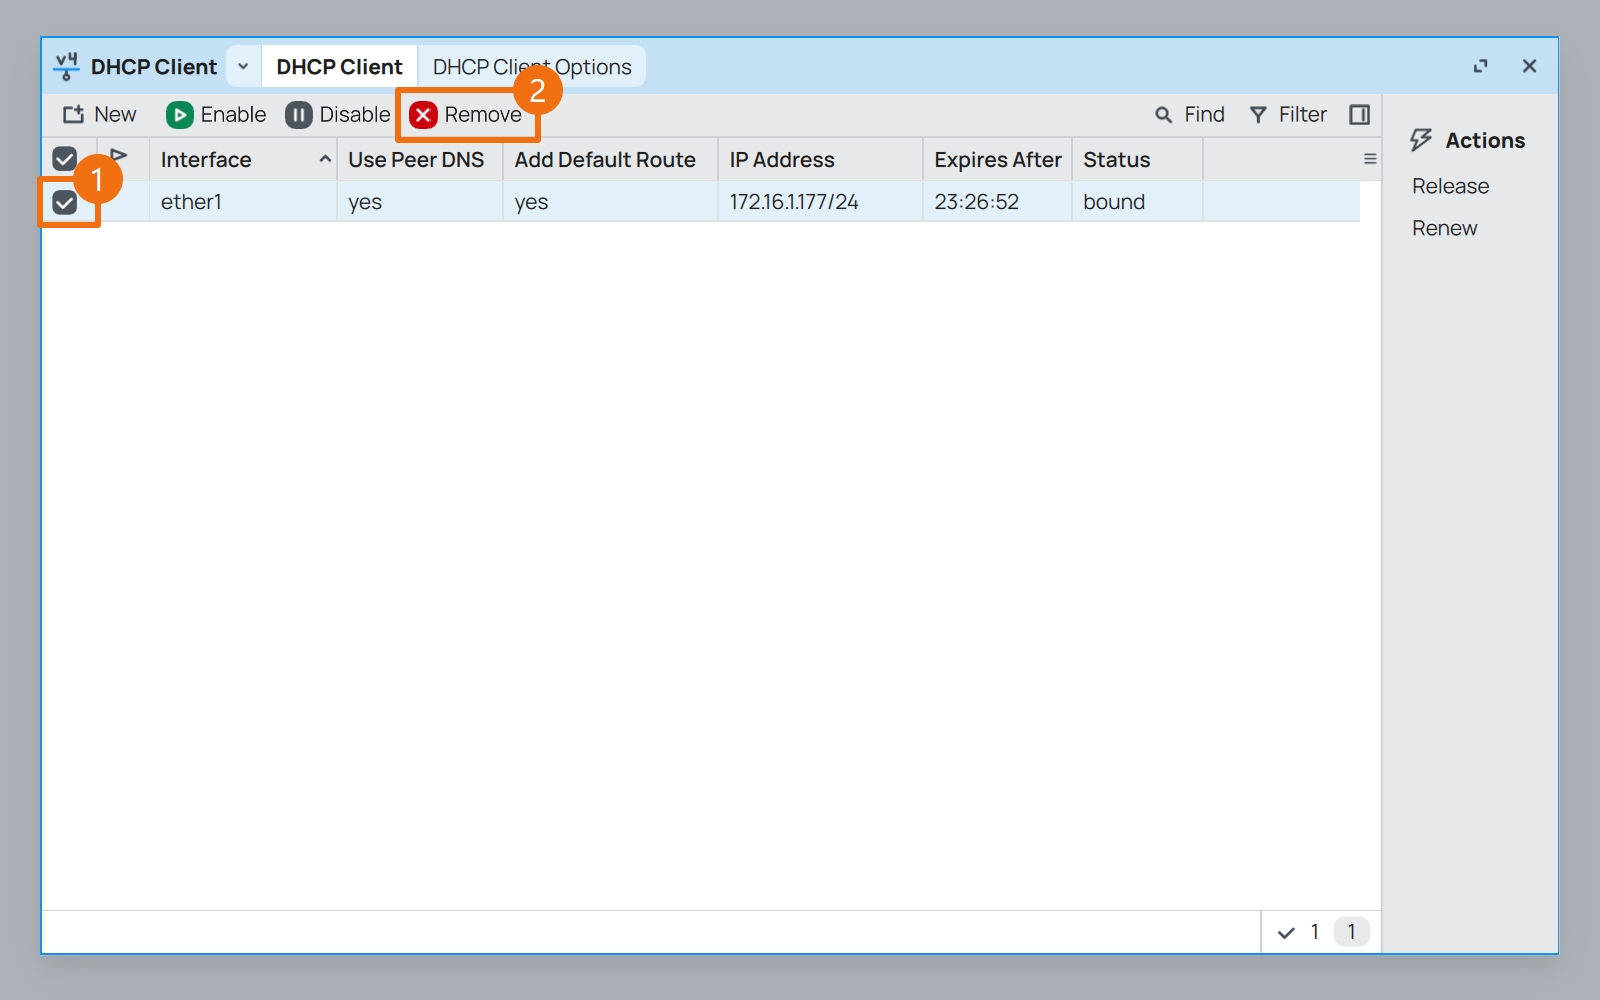 v4 DHCP Client DHCP Client DHCP Client Options
New Enable Disable Remove 2 Find Filter
Interface Use Peer DNS Add Default Route IP Address Expires After Status
1 ether1 yes yes 172.16.1.177/24 23:26:52 bound
Actions
Release
Renew
1 1